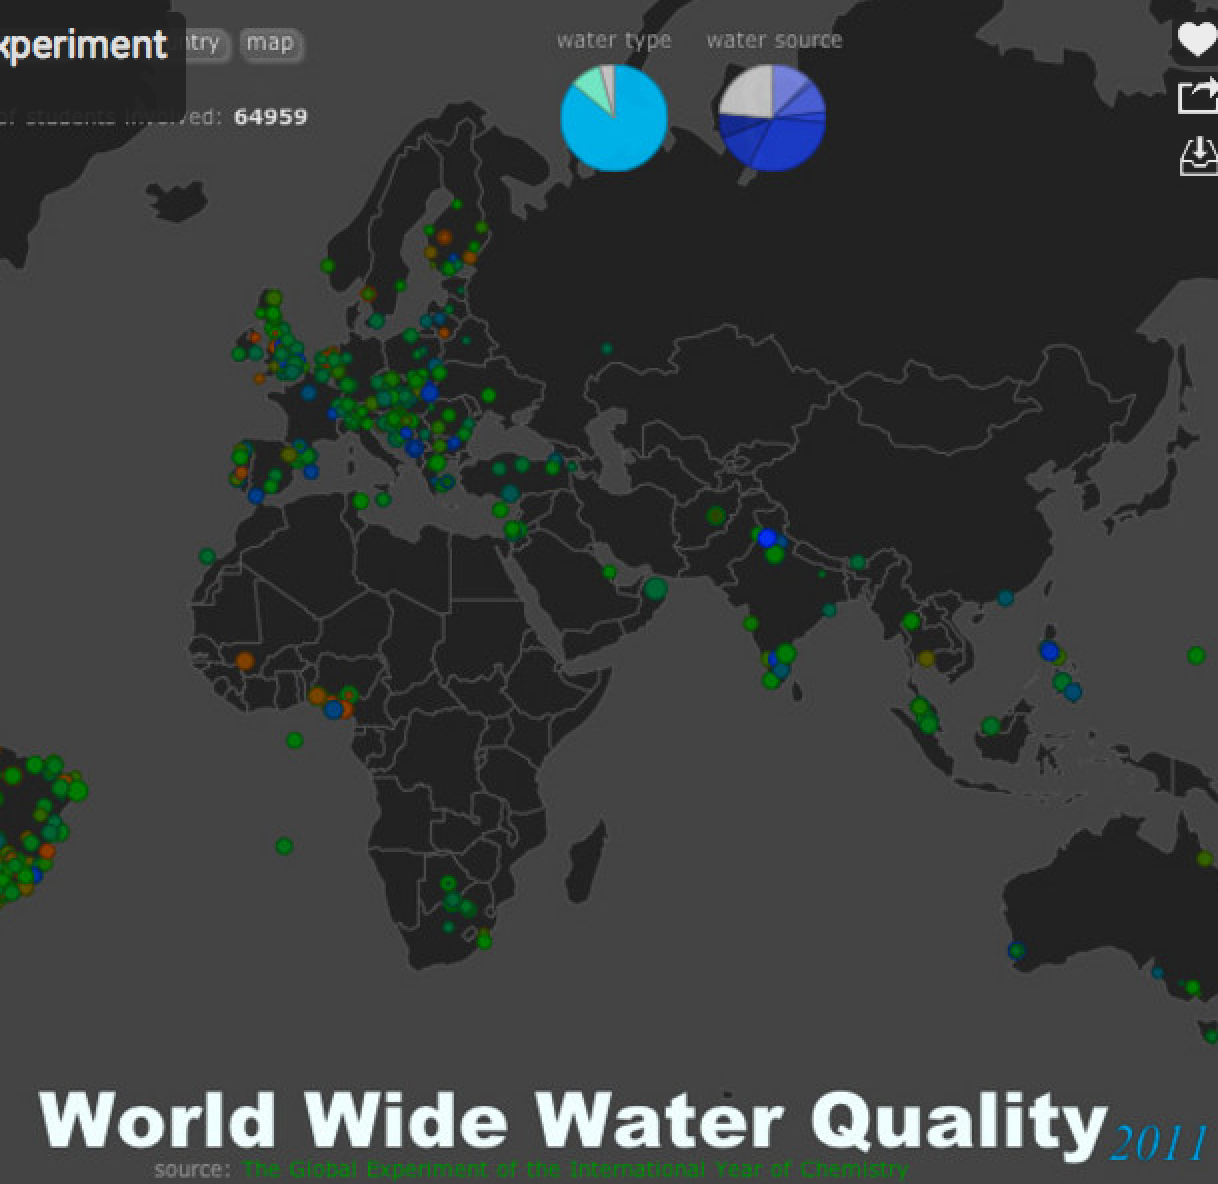 xperiment
ntry map
water type water source
of students involved: 64959
World Wide Water Quality 2011
source: The Global Experiment of the International Year of Chemistry